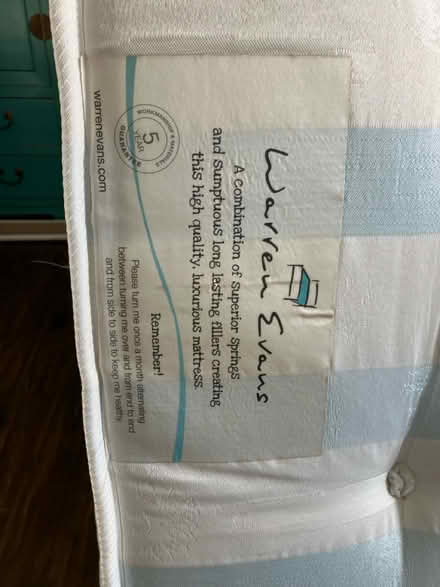 Warren Evans
A combination of superior springs
and sumptuous long lasting fillers creating
this high quality, luxurious mattress.
Remember!
Please turn me once a month alternating
between turning me over and from end to end
and from side to side to keep me healthy
WORKMANSHIP & MATERIALS
5
YEAR
GUARANTEE
warrenevans.com